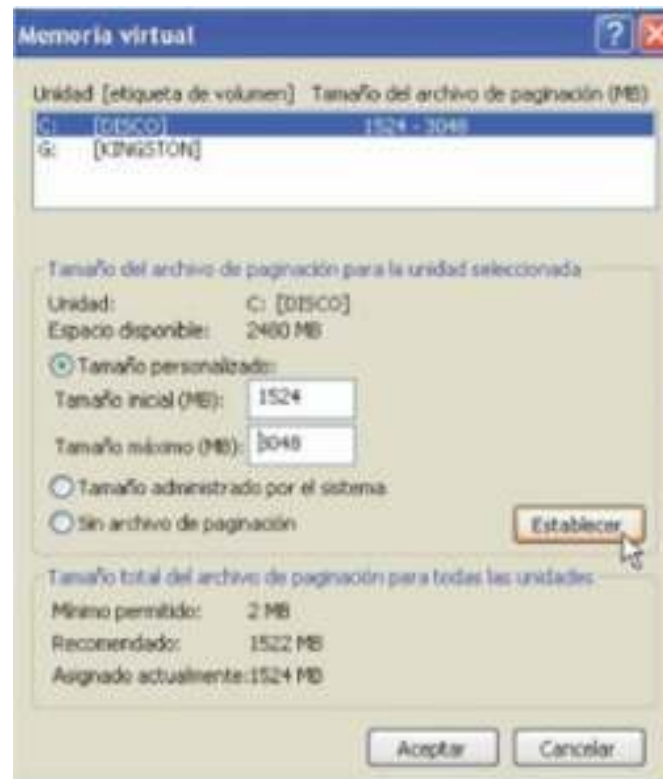 Memoria virtual
Unidad [etiqueta de volumen] Tamaño del archivo de paginación (MB)
C: [DISCO] 1524 - 3048
G: [KINGSTON]
Tamaño del archivo de paginación para la unidad seleccionada
Unidad: C: [DISCO]
Espacio disponible: 2480 MB
Tamaño personalizado:
Tamaño inicial (MB): 1524
Tamaño máximo (MB): 3048
Tamaño administrado por el sistema
Sin archivo de paginación
Establecer
Tamaño total del archivo de paginación para todas las unidades
Mínimo permitido: 2 MB
Recomendado: 1522 MB
Asignado actualmente: 1524 MB
Aceptar Cancelar